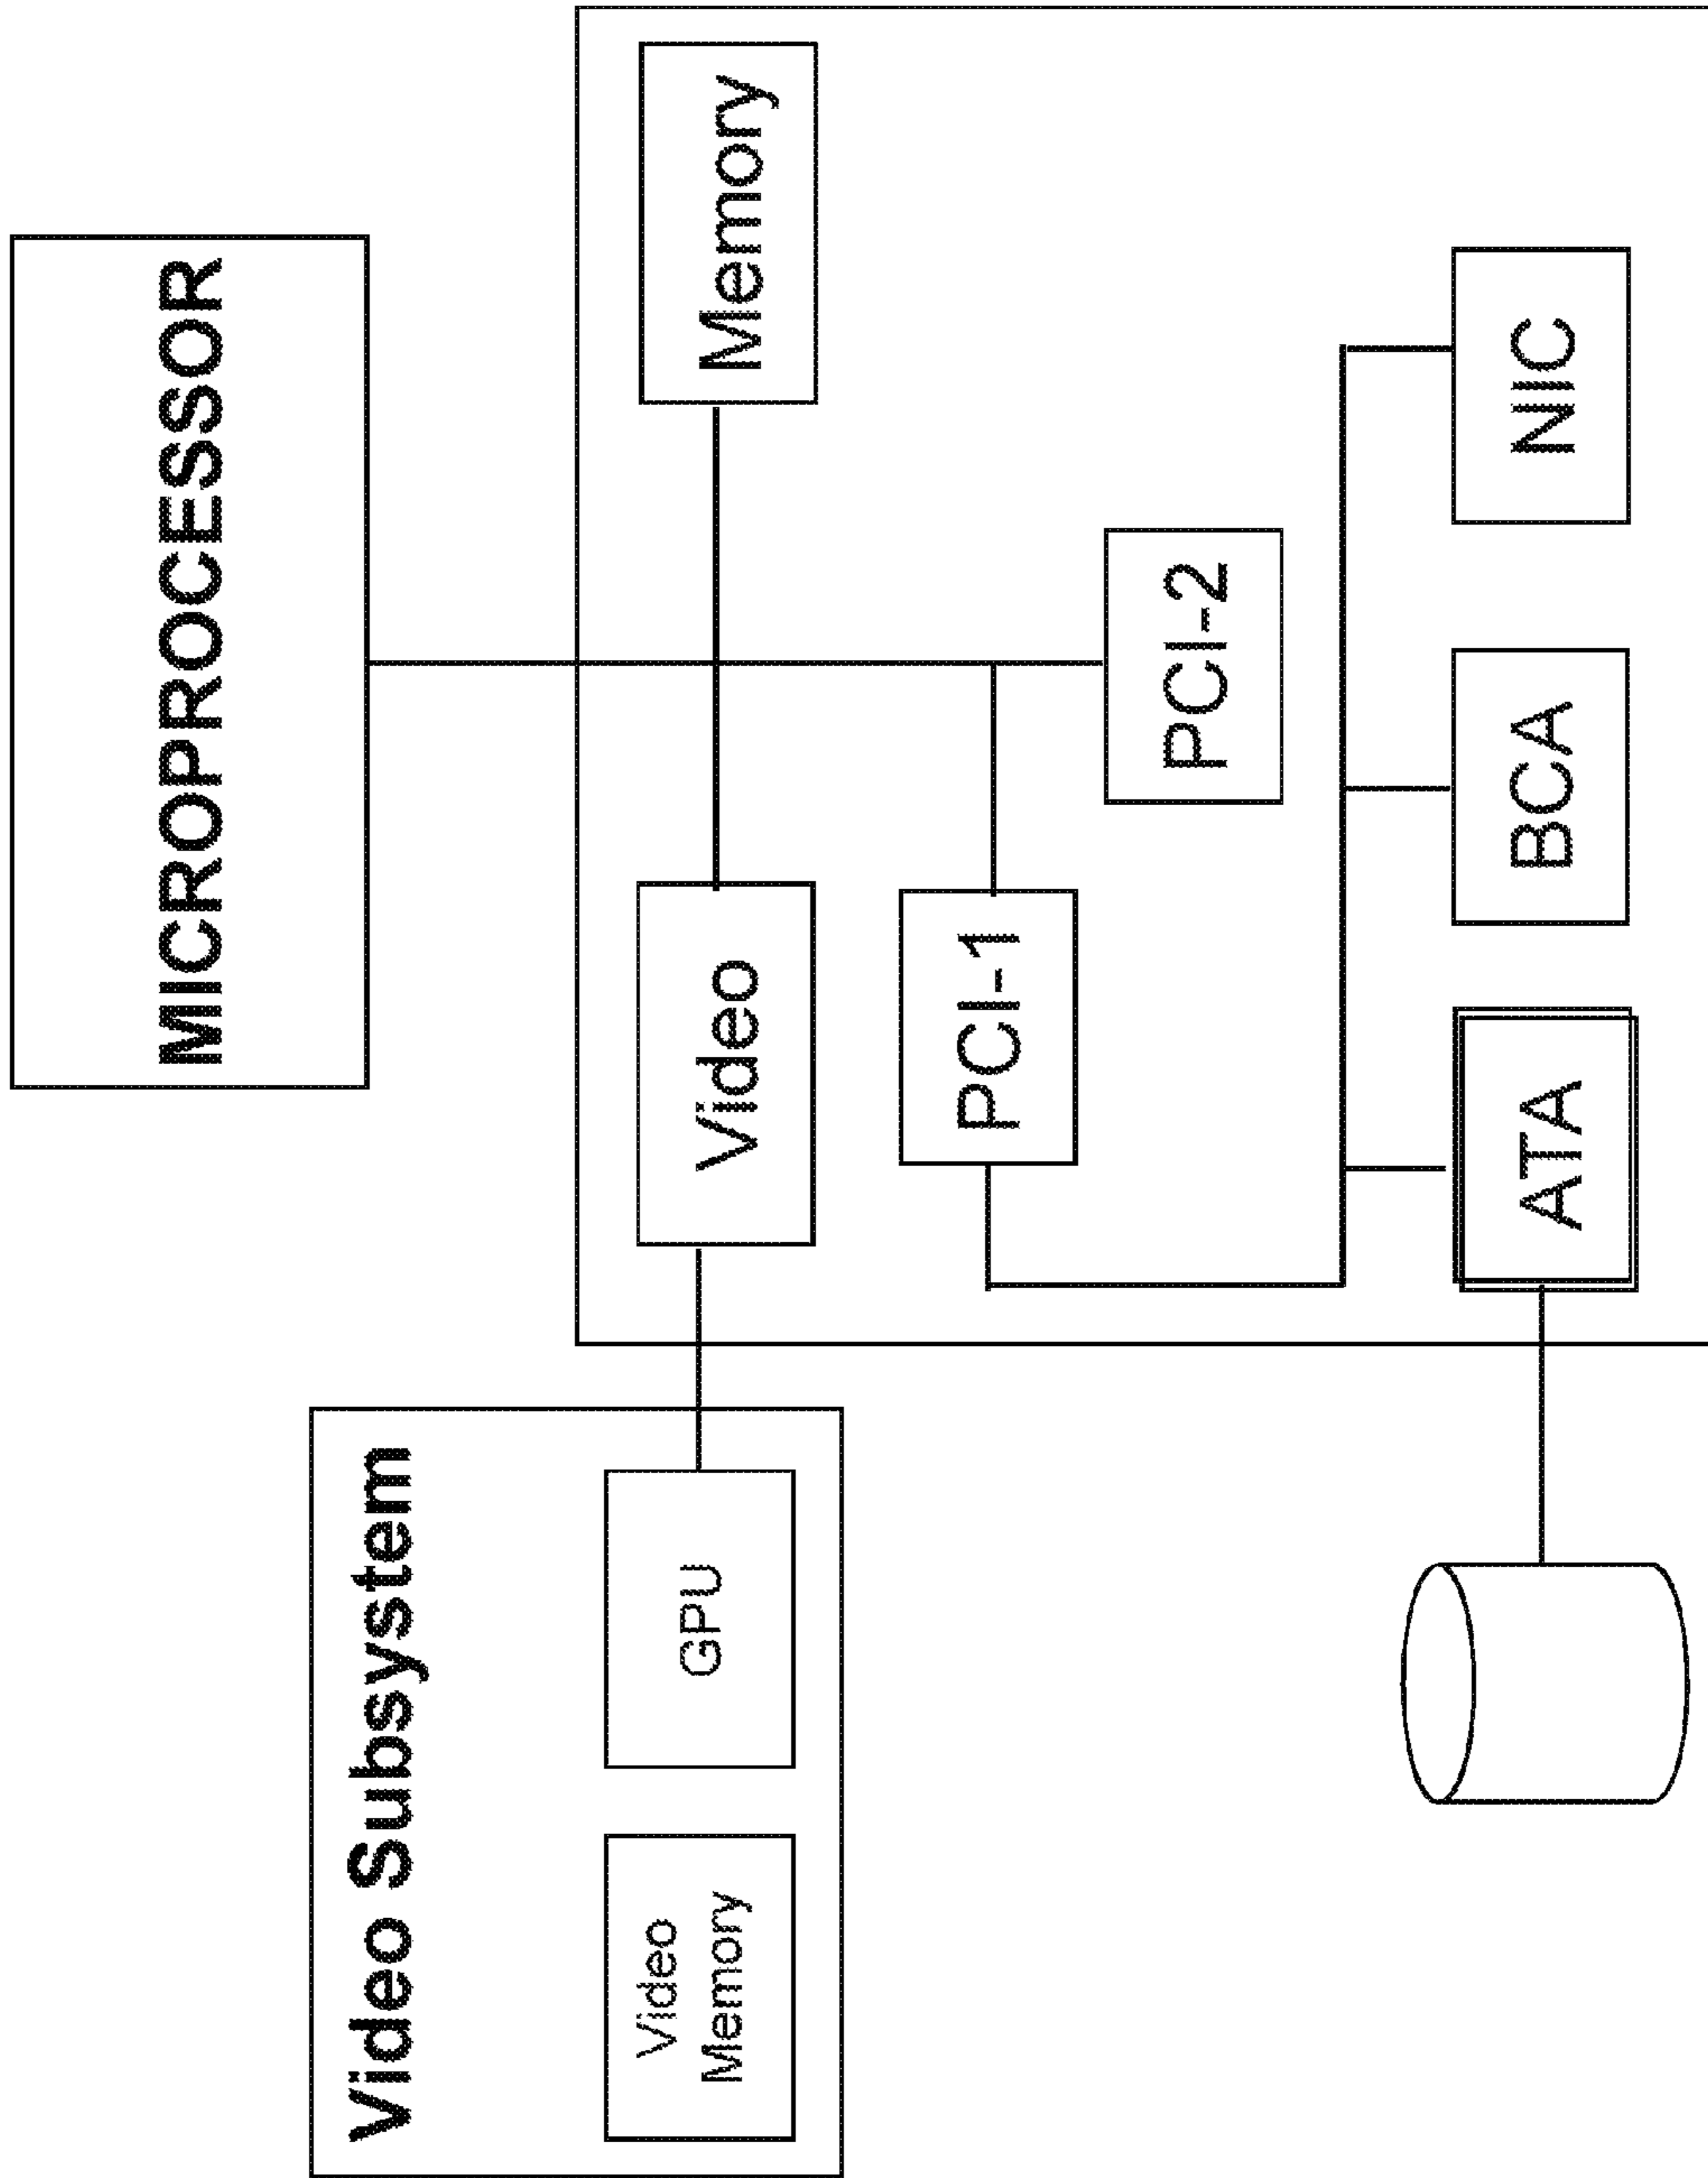 MICROPROCESSOR
Video Subsystem
Video
Memory
GPU
Video
Memory
PCI-1
PCI-2
ATA
BCA
NIC